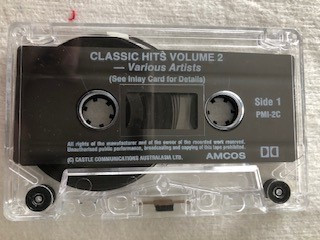 CLASSIC HITS VOLUME 2
— Various Artists
(See Inlay Card for Details)
Side 1
PMI-2C
All rights of the manufacturer and of the owner of the recorded work reserved.
Unauthorised public performance, broadcasting and copying of this tape prohibited.
(C) CASTLE COMMUNICATIONS AUSTRALASIA LTD.
AMCOS